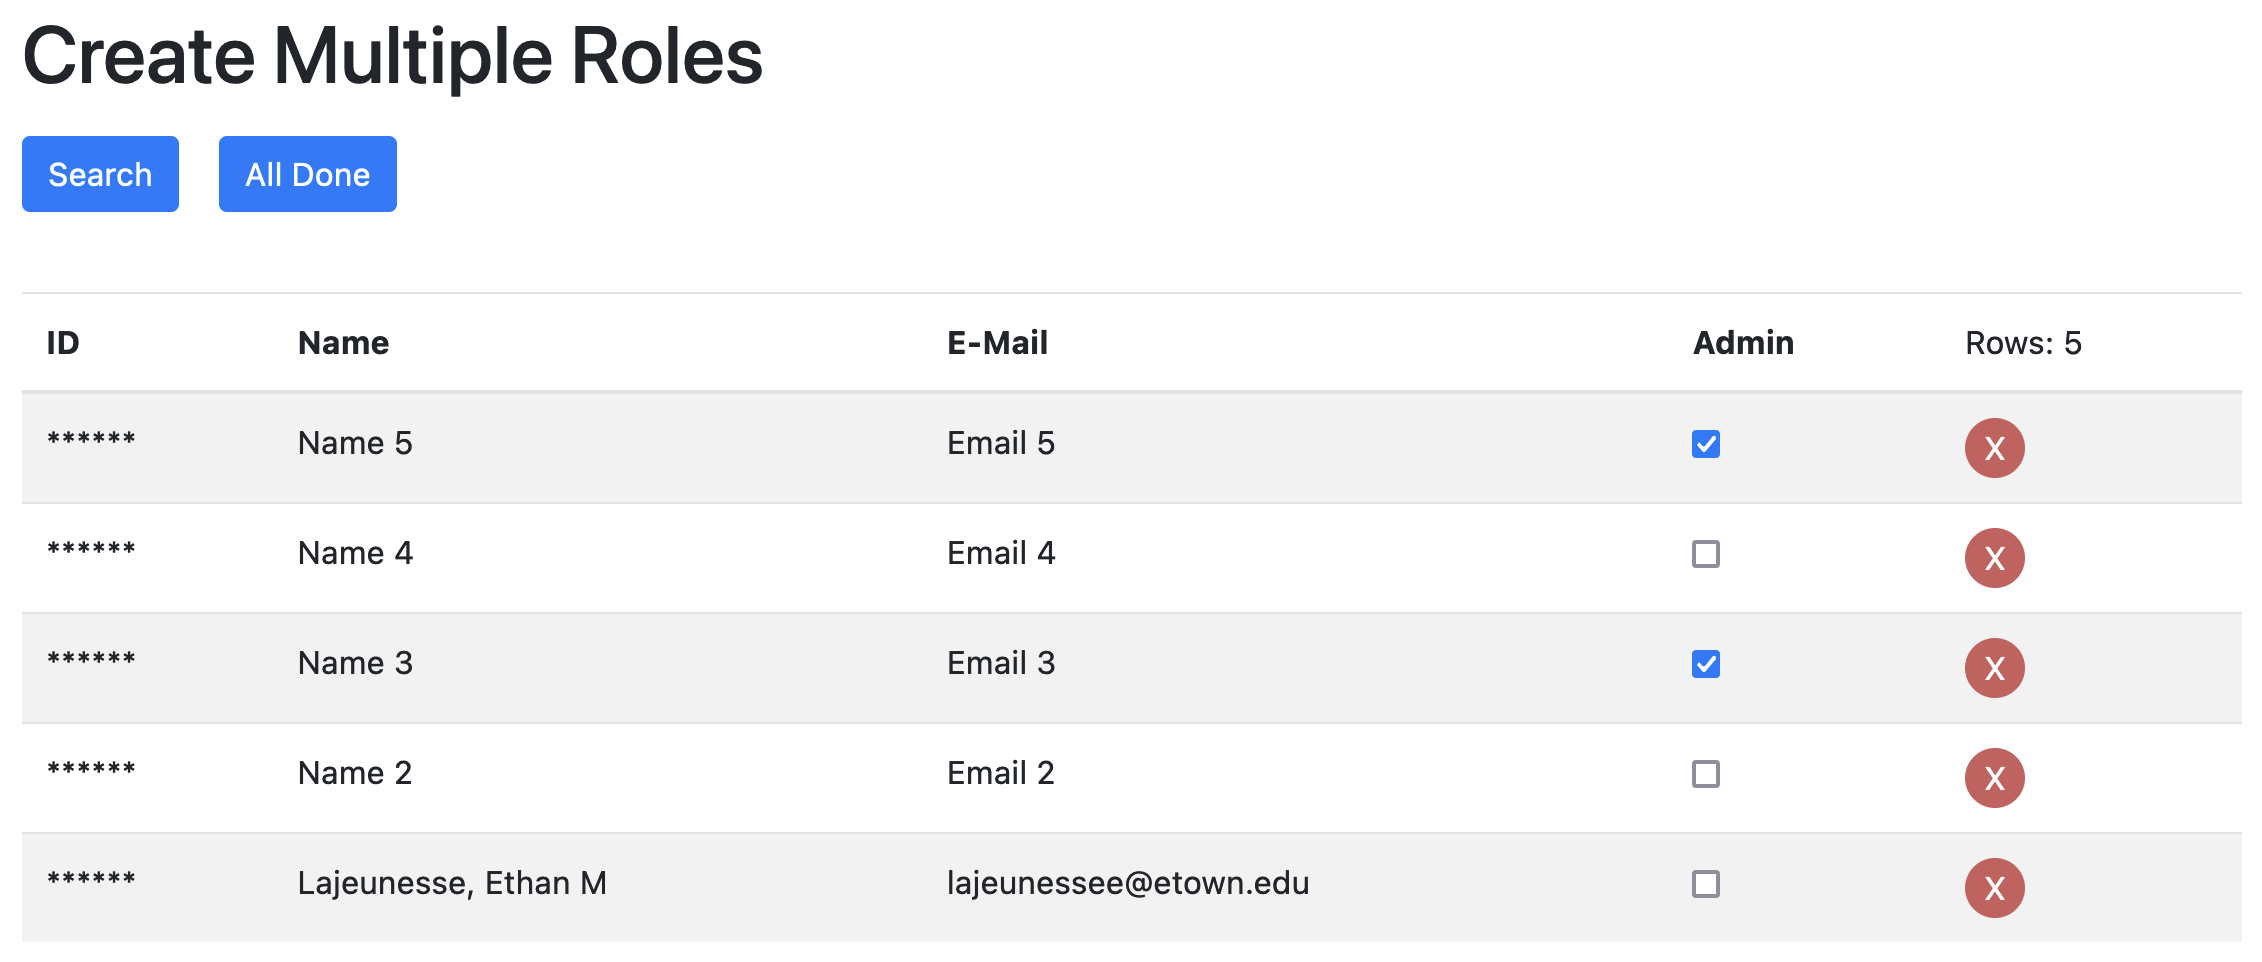 Create Multiple Roles
Search All Done
ID Name E-Mail Admin Rows: 5
****** Name 5 Email 5 X
****** Name 4 Email 4 X
****** Name 3 Email 3 X
****** Name 2 Email 2 X
****** Lajeunesse, Ethan M lajeunessee@etown.edu X